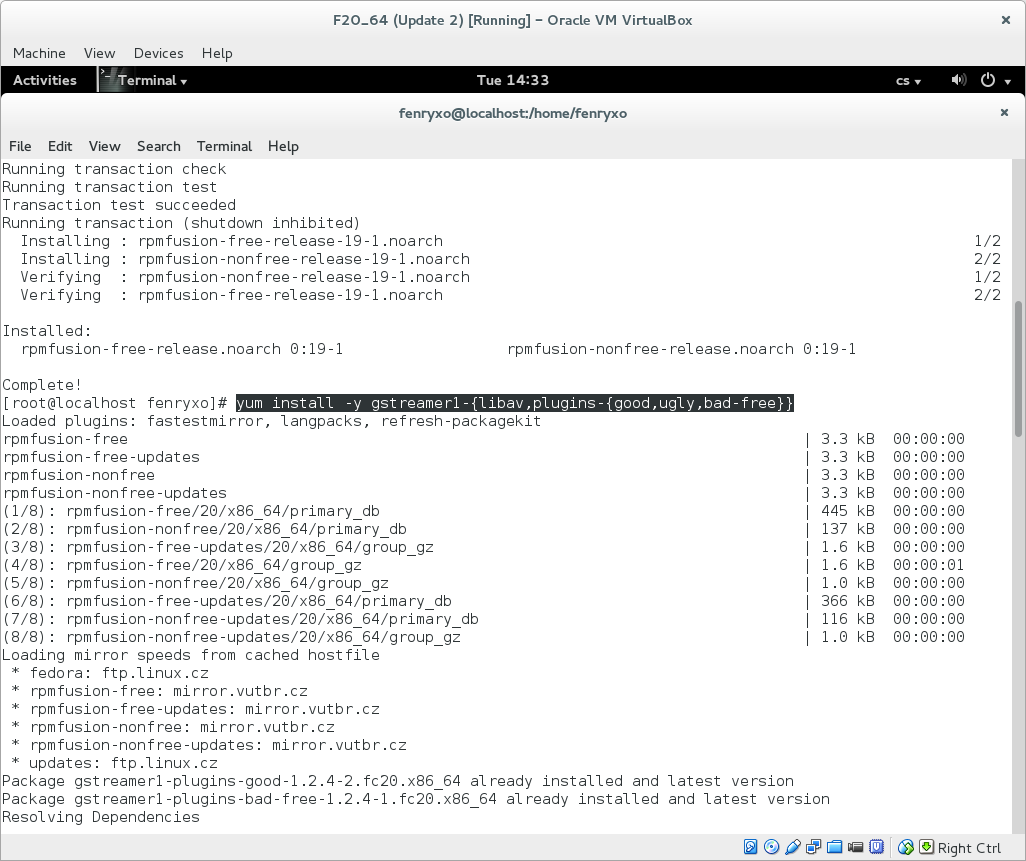 F20_64 (Update 2) [Running] – Oracle VM VirtualBox
Machine View Devices Help
Activities Terminal Tue 14:33 cs
fenryxo@localhost:/home/fenryxo
File Edit View Search Terminal Help
Running transaction check
Running transaction test
Transaction test succeeded
Running transaction (shutdown inhibited)
  Installing : rpmfusion-free-release-19-1.noarch 1/2
  Installing : rpmfusion-nonfree-release-19-1.noarch 2/2
  Verifying  : rpmfusion-nonfree-release-19-1.noarch 1/2
  Verifying  : rpmfusion-free-release-19-1.noarch 2/2
Installed:
  rpmfusion-free-release.noarch 0:19-1 rpmfusion-nonfree-release.noarch 0:19-1
Complete!
[root@localhost fenryxo]# yum install -y gstreamer1-{libav,plugins-{good,ugly,bad-free}}
Loaded plugins: fastestmirror, langpacks, refresh-packagekit
rpmfusion-free | 3.3 kB  00:00:00
rpmfusion-free-updates | 3.3 kB  00:00:00
rpmfusion-nonfree | 3.3 kB  00:00:00
rpmfusion-nonfree-updates | 3.3 kB  00:00:00
(1/8): rpmfusion-free/20/x86_64/primary_db | 445 kB  00:00:00
(2/8): rpmfusion-nonfree/20/x86_64/primary_db | 137 kB  00:00:00
(3/8): rpmfusion-free-updates/20/x86_64/group_gz | 1.6 kB  00:00:00
(4/8): rpmfusion-free/20/x86_64/group_gz | 1.6 kB  00:00:01
(5/8): rpmfusion-nonfree/20/x86_64/group_gz | 1.0 kB  00:00:00
(6/8): rpmfusion-free-updates/20/x86_64/primary_db | 366 kB  00:00:00
(7/8): rpmfusion-nonfree-updates/20/x86_64/primary_db | 116 kB  00:00:00
(8/8): rpmfusion-nonfree-updates/20/x86_64/group_gz | 1.0 kB  00:00:00
Loading mirror speeds from cached hostfile
 * fedora: ftp.linux.cz
 * rpmfusion-free: mirror.vutbr.cz
 * rpmfusion-free-updates: mirror.vutbr.cz
 * rpmfusion-nonfree: mirror.vutbr.cz
 * rpmfusion-nonfree-updates: mirror.vutbr.cz
 * updates: ftp.linux.cz
Package gstreamer1-plugins-good-1.2.4-2.fc20.x86_64 already installed and latest version
Package gstreamer1-plugins-bad-free-1.2.4-1.fc20.x86_64 already installed and latest version
Resolving Dependencies
Right Ctrl